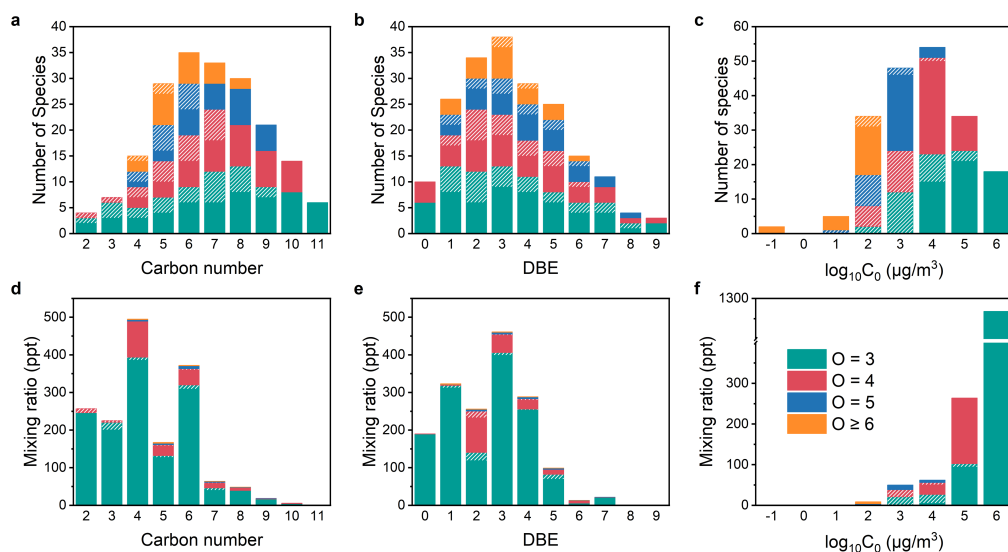 a
40
35
30
25
20
15
10
5
0
Number of Species
2 3 4 5 6 7 8 9 10 11
Carbon number
b
40
35
30
25
20
15
10
5
0
Number of Species
0 1 2 3 4 5 6 7 8 9
DBE
c
60
50
40
30
20
10
0
Number of species
-1 0 1 2 3 4 5 6
log₁₀C₀ (µg/m³)
d
500
400
300
200
100
0
Mixing ratio (ppt)
2 3 4 5 6 7 8 9 10 11
Carbon number
e
500
400
300
200
100
0
Mixing ratio (ppt)
0 1 2 3 4 5 6 7 8 9
DBE
f
1300
300
200
100
0
Mixing ratio (ppt)
O = 3
O = 4
O = 5
O ≥ 6
-1 0 1 2 3 4 5 6
log₁₀C₀ (µg/m³)